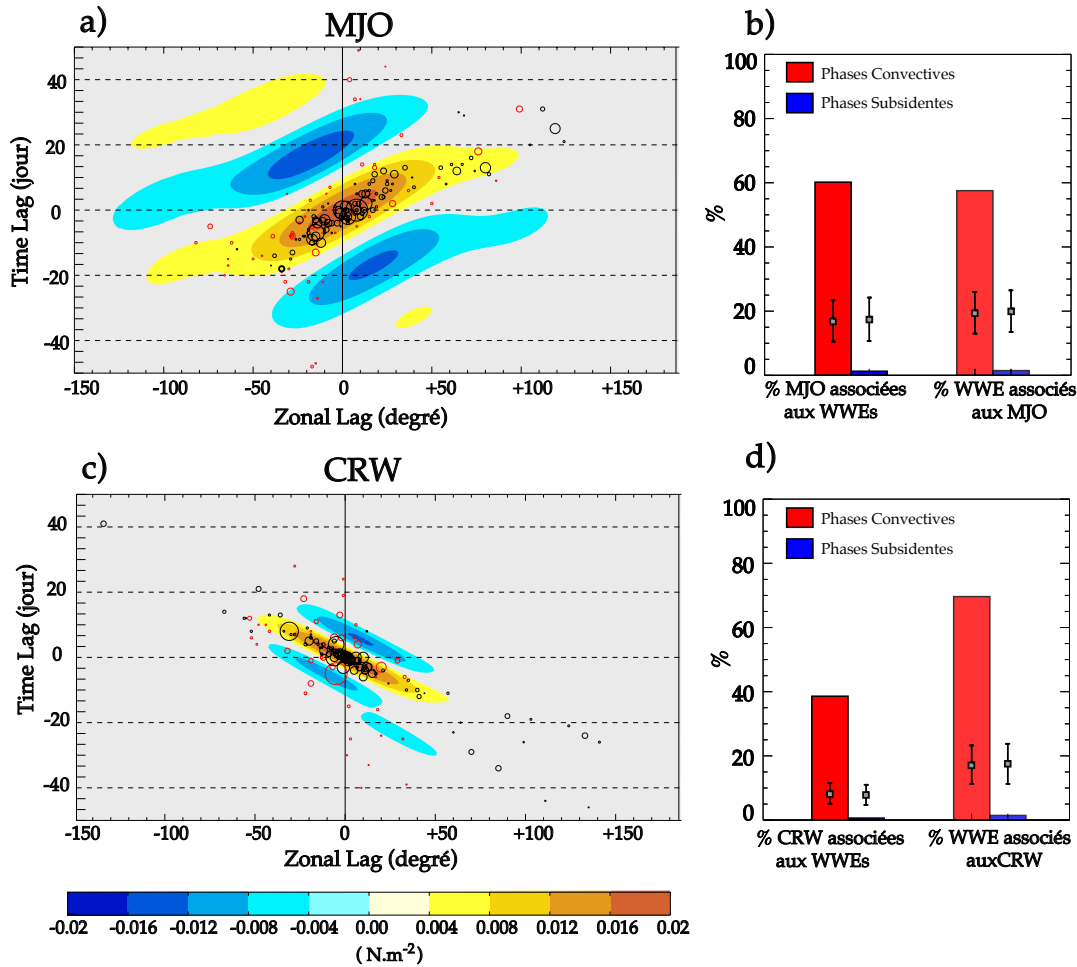 a)
MJO
40
20
0
-20
-40
Time Lag (jour)
-150
-100
-50
0
+50
+100
+150
Zonal Lag (degré)
b)
100
80
60
40
20
0
%
Phases Convectives
Phases Subsidentes
% MJO associées
aux WWEs
% WWE associés
aux MJO
c)
CRW
40
20
0
-20
-40
Time Lag (jour)
-150
-100
-50
0
+50
+100
+150
Zonal Lag (degré)
d)
100
80
60
40
20
0
%
Phases Convectives
Phases Subsidentes
% CRW associées
aux WWEs
% WWE associés
auxCRW
-0.02 -0.016 -0.012 -0.008 -0.004 0.00 0.004 0.008 0.012 0.016 0.02
( N.m-2)